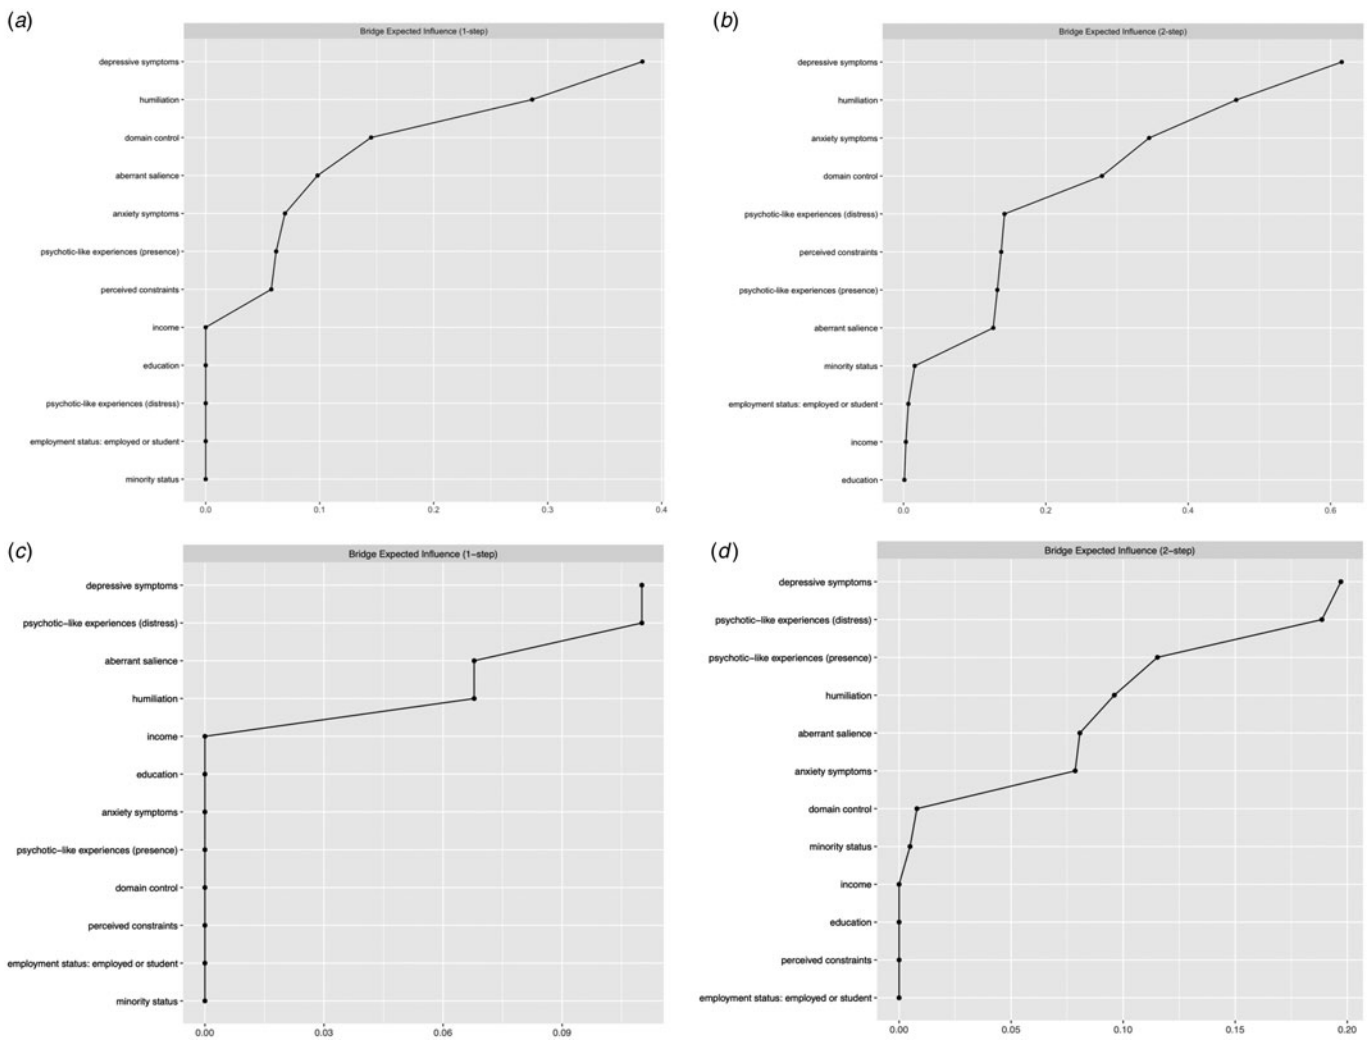 (a)
Bridge Expected Influence (1-step)
depressive symptoms
humiliation
domain control
aberrant salience
anxiety symptoms
psychotic-like experiences (presence)
perceived constraints
income
education
psychotic-like experiences (distress)
employment status: employed or student
minority status
0.0 0.1 0.2 0.3 0.4
(b)
Bridge Expected Influence (2-step)
depressive symptoms
humiliation
anxiety symptoms
domain control
psychotic-like experiences (distress)
perceived constraints
psychotic-like experiences (presence)
aberrant salience
minority status
employment status: employed or student
income
education
0.0 0.2 0.4 0.6
(c)
Bridge Expected Influence (1−step)
depressive symptoms
psychotic−like experiences (distress)
aberrant salience
humiliation
income
education
anxiety symptoms
psychotic−like experiences (presence)
domain control
perceived constraints
employment status: employed or student
minority status
0.00 0.03 0.06 0.09
(d)
Bridge Expected Influence (2−step)
depressive symptoms
psychotic−like experiences (distress)
psychotic−like experiences (presence)
humiliation
aberrant salience
anxiety symptoms
domain control
minority status
income
education
perceived constraints
employment status: employed or student
0.00 0.05 0.10 0.15 0.20